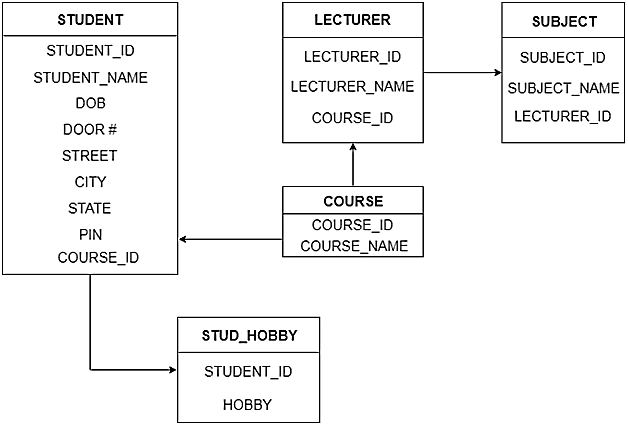 STUDENT
STUDENT_ID
STUDENT_NAME
DOB
DOOR #
STREET
CITY
STATE
PIN
COURSE_ID
LECTURER
LECTURER_ID
LECTURER_NAME
COURSE_ID
SUBJECT
SUBJECT_ID
SUBJECT_NAME
LECTURER_ID
COURSE
COURSE_ID
COURSE_NAME
STUD_HOBBY
STUDENT_ID
HOBBY